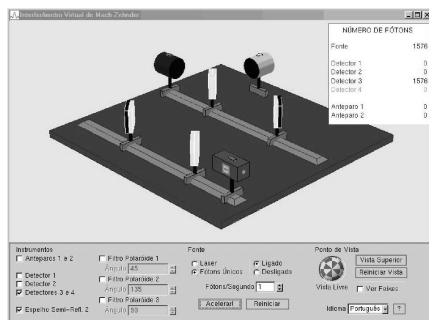 Interferômetro Virtual de Mach-Zehnder
NÚMERO DE FÓTONS
Fonte 1576
Detector 1 0
Detector 2 0
Detector 3 1576
Detector 4 0
Anteparo 1 0
Anteparo 2 0
Instrumentos
Anteparos 1 e 2
Detector 1
Detector 2
Detectores 3 e 4
Espelho Semi-Refl. 2
Filtro Polaróide 1
Ângulo 45
Filtro Polaróide 2
Ângulo 135
Filtro Polaróide 3
Ângulo 90
Fonte
Laser
Fótons Únicos
Ligado
Desligado
Fótons/Segundo 1
Acelerar! Reiniciar
Ponto de Vista
Vista Livre
Vista Superior
Reiniciar Vista
Ver Feixes
Idioma Português ?